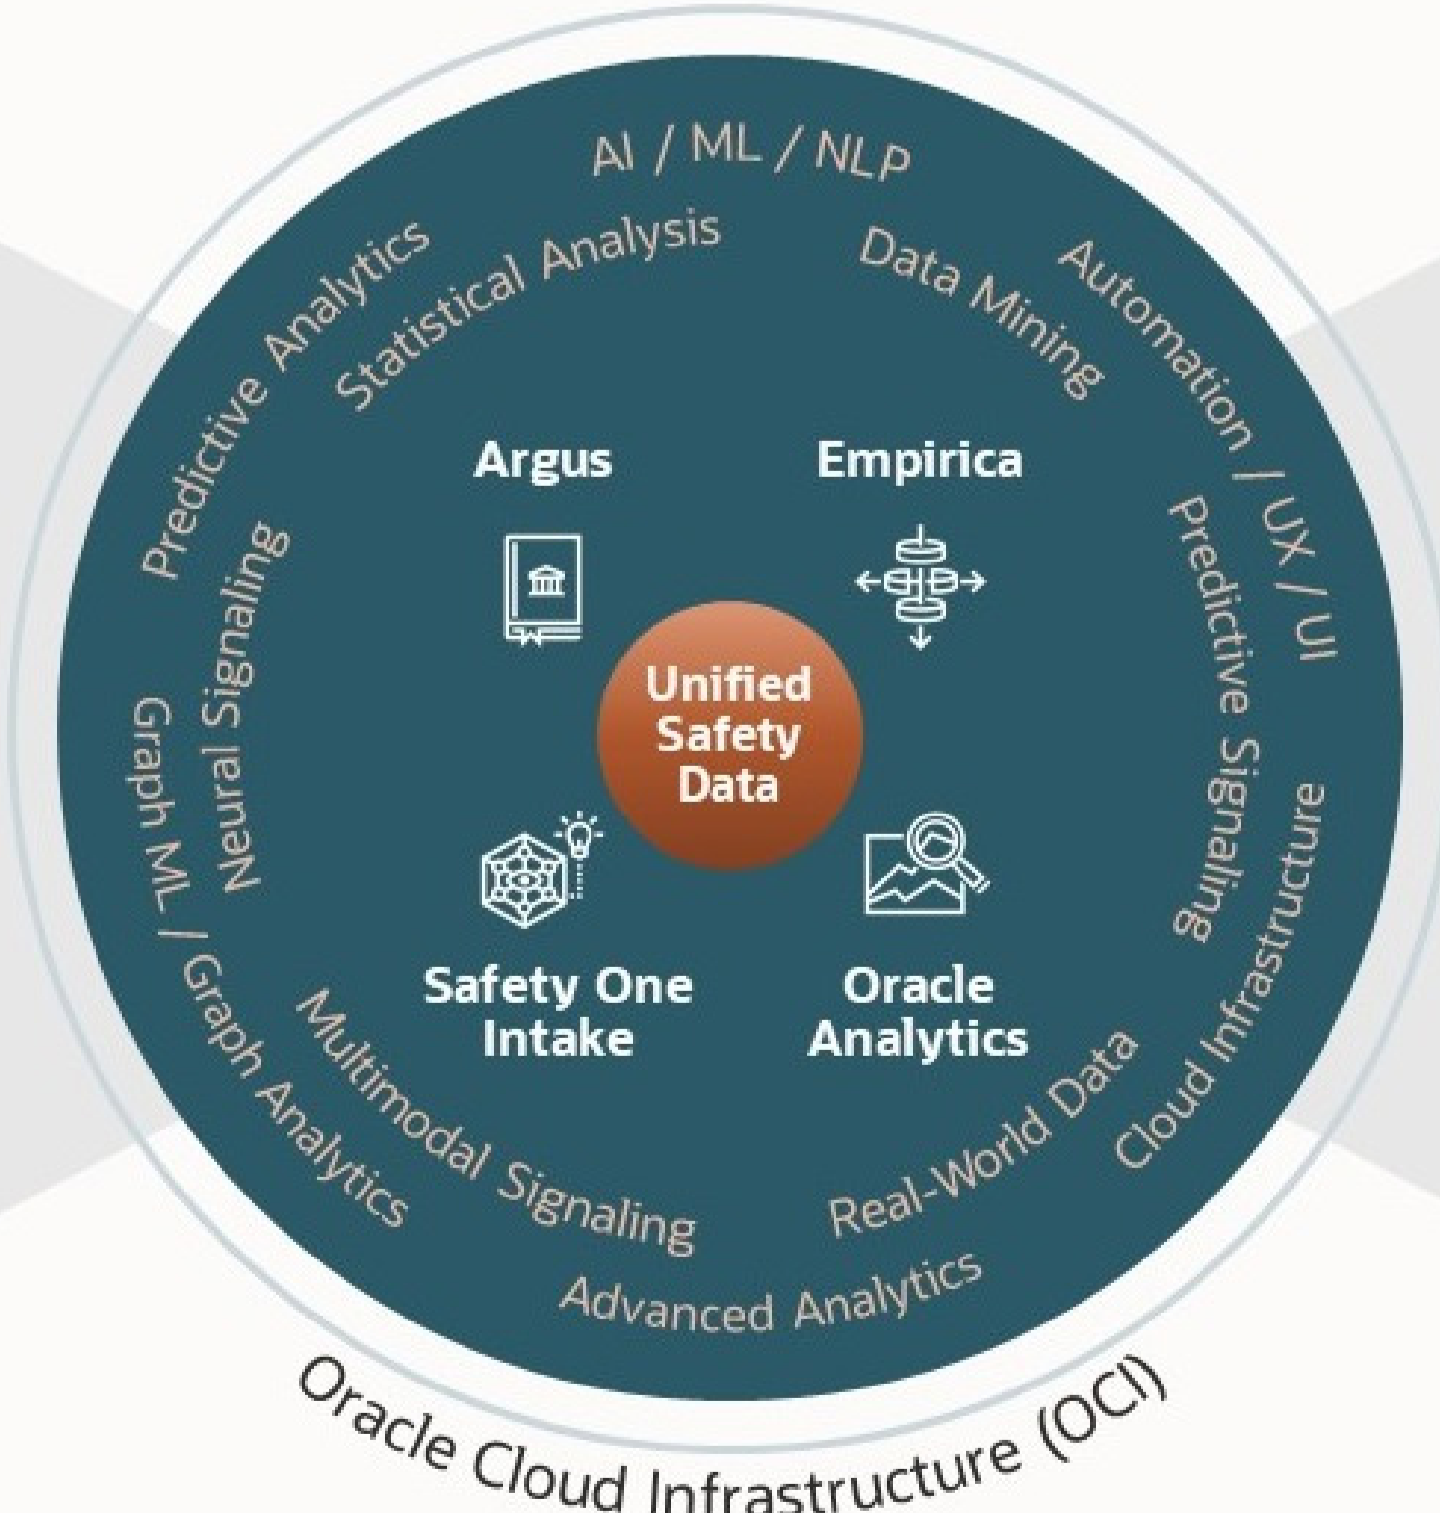 AI / ML / NLP
Predictive Analytics
Statistical Analysis
Data Mining
Automation / UX / UI
Argus
Empirica
Neural Signaling
Predictive Signaling
Unified
Safety
Data
Graph ML / Graph Analytics
Cloud Infrastructure
Safety One
Intake
Oracle
Analytics
Multimodal Signaling
Real-World Data
Advanced Analytics
Oracle Cloud Infrastructure (OCI)